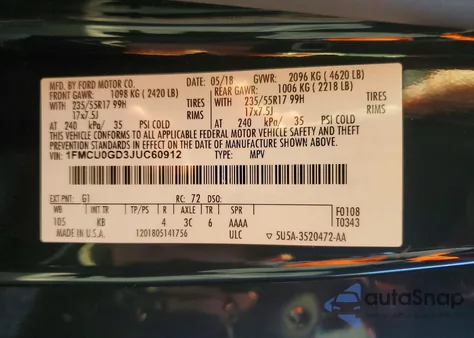 MFD. BY FORD MOTOR CO. DATE: 05/18 GVWR: 2096 KG (4620 LB)
FRONT GAWR: 1098 KG (2420 LB) REAR GAWR: 1006 KG (2218 LB)
WITH 235/55R17 99H TIRES WITH 235/55R17 99H TIRES
17x7.5J RIMS 17x7.5J RIMS
AT 240 kPa/ 35 PSI COLD AT 240 kPa/ 35 PSI COLD
THIS VEHICLE CONFORMS TO ALL APPLICABLE FEDERAL MOTOR VEHICLE SAFETY AND THEFT
PREVENTION STANDARDS IN EFFECT ON THE DATE OF MANUFACTURE SHOWN ABOVE.
VIN: 1FMCU0GD3JUC60912 TYPE: MPV
EXT PNT: G1 RC: 72 DSO:
WB INT TR TP/PS R AXLE TR SPR F0108
105 KB 4 3C 6 AAAA T0343
MADE IN U.S.A. 1201805141756 ULC 5U5A-3520472-AA
autoSnap